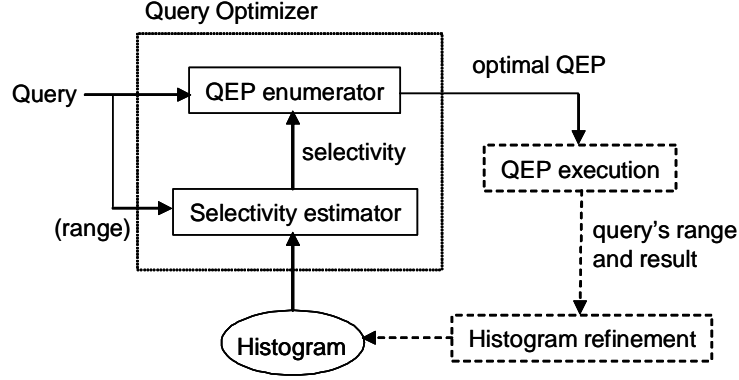 Query Optimizer
Query
QEP enumerator
optimal QEP
selectivity
QEP execution
(range)
Selectivity estimator
query's range
and result
Histogram
Histogram refinement